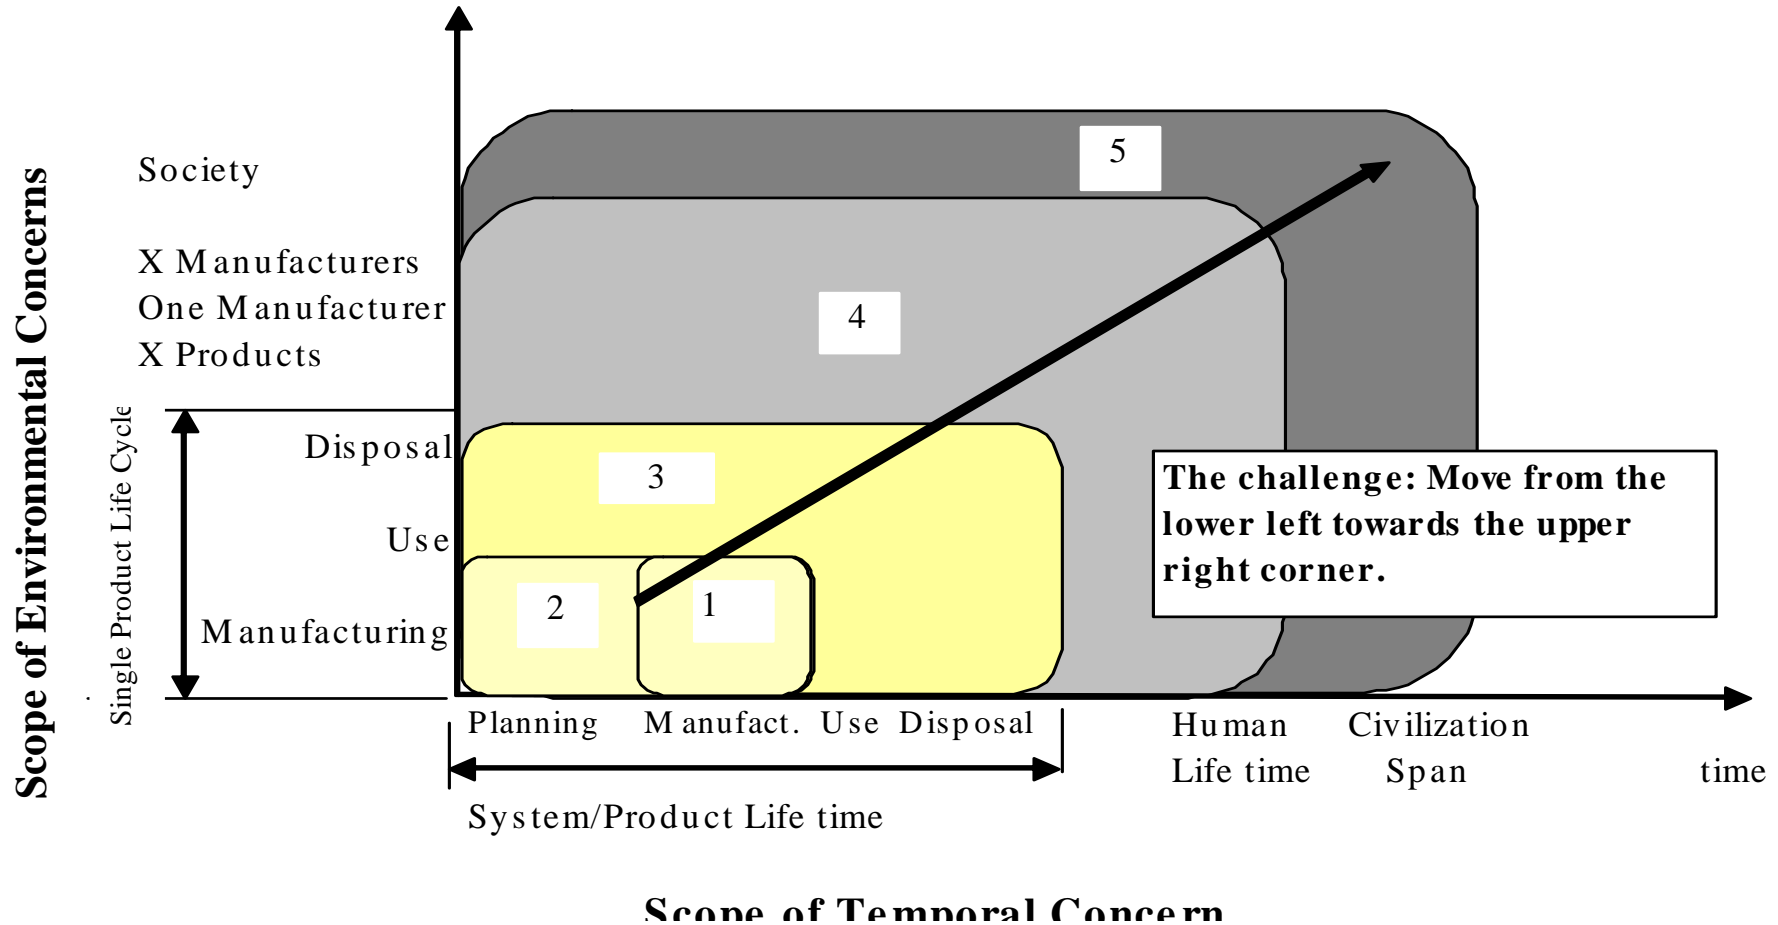 Scope of Environmental Concerns
Society
X Manufacturers
One Manufacturer
X Products
Single Product Life Cycle
Disposal
Use
Manufacturing
5
4
3
2
1
The challenge: Move from the
lower left towards the upper
right corner.
Planning Manufact. Use Disposal
Human
Life time
Civilization
Span
time
System/Product Life time
Scope of Temporal Concern